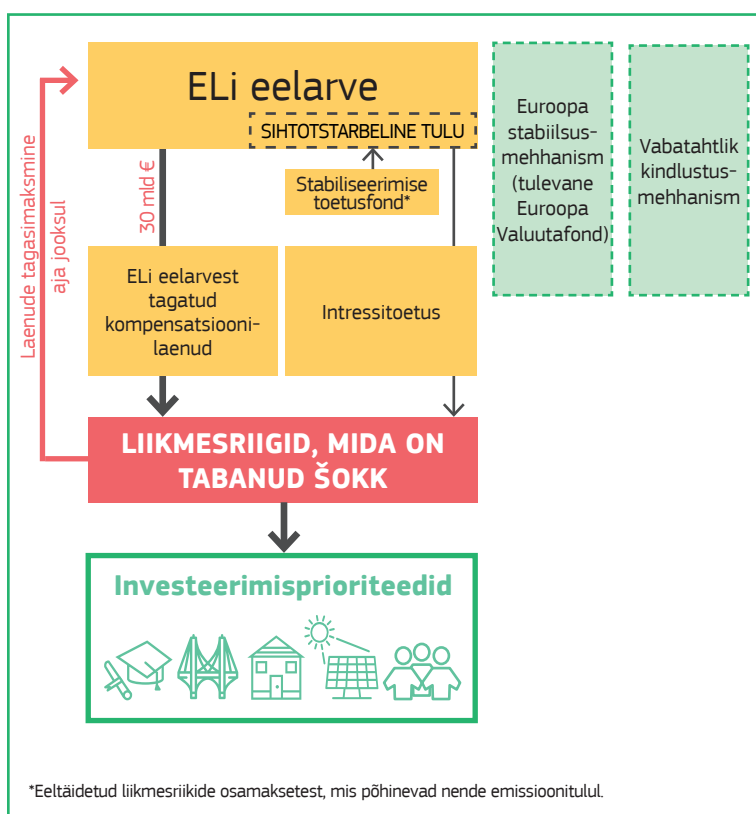 ELi eelarve
SIHTOTSTARBELINE TULU
Stabiliseerimise
toetusfond*
30 mld €
Laenude tagasimaksmine
aja jooksul
ELi eelarvest
tagatud
kompensatsiooni-
laenud
Intressitoetus
Euroopa
stabiilsus-
mehhanism
(tulevane
Euroopa
Valuutafond)
Vabatahtlik
kindlustus-
mehhanism
LIIKMESRIIGID, MIDA ON
TABANUD ŠOKK
Investeerimisprioriteedid
*Eeltäidetud liikmesriikide osamaksetest, mis põhinevad nende emissioonitulul.